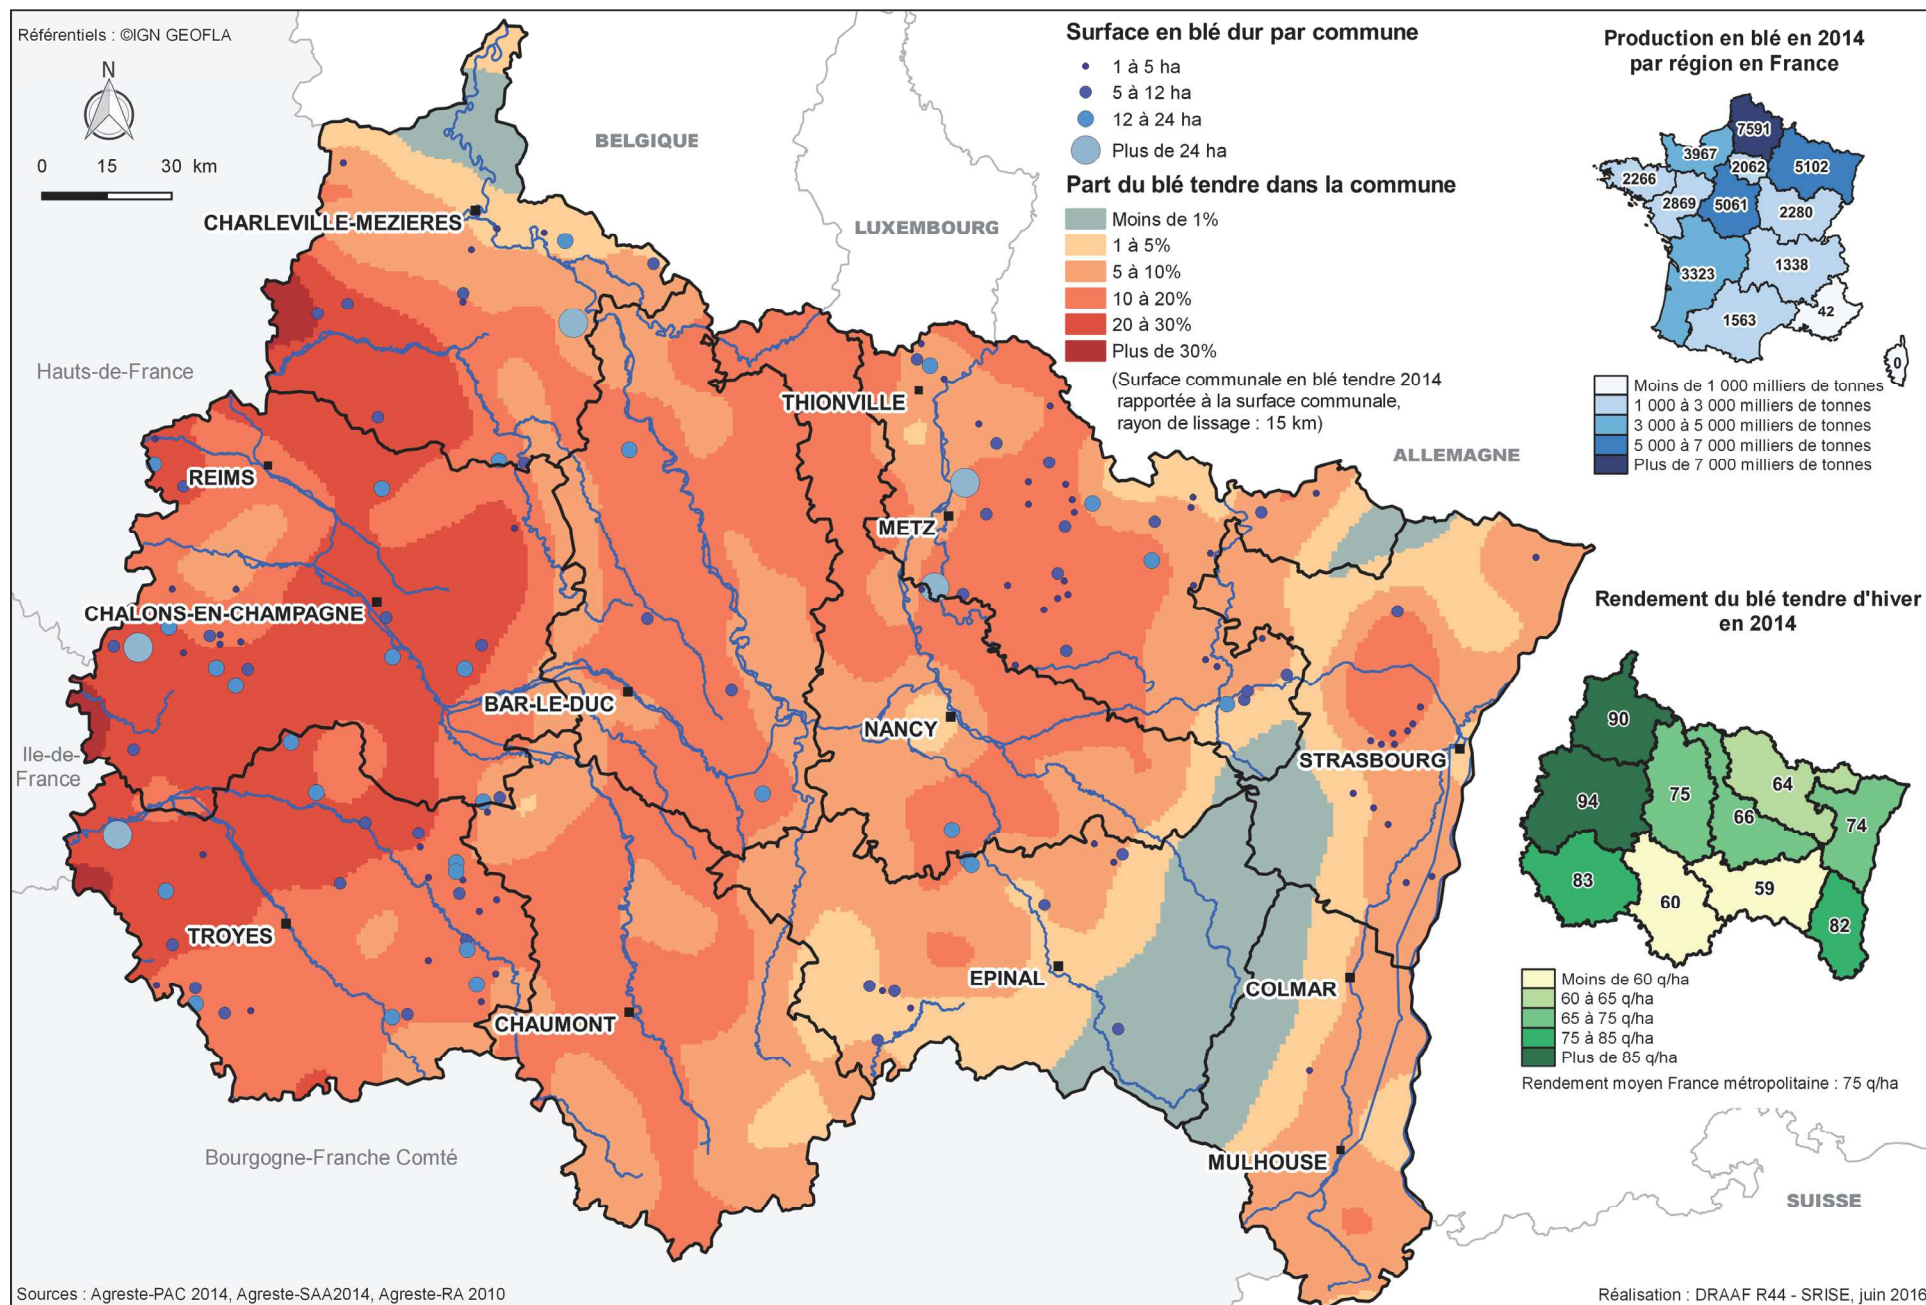 Référentiels : ©IGN GEOFLA
N
0 15 30 km
BELGIQUE
LUXEMBOURG
ALLEMAGNE
SUISSE
Hauts-de-France
Ile-de-
France
Bourgogne-Franche Comté
CHARLEVILLE-MEZIERES
THIONVILLE
REIMS
METZ
CHALONS-EN-CHAMPAGNE
BAR-LE-DUC
NANCY
STRASBOURG
TROYES
EPINAL
COLMAR
CHAUMONT
MULHOUSE
Surface en blé dur par commune
1 à 5 ha
5 à 12 ha
12 à 24 ha
Plus de 24 ha
Part du blé tendre dans la commune
Moins de 1%
1 à 5%
5 à 10%
10 à 20%
20 à 30%
Plus de 30%
(Surface communale en blé tendre 2014
rapportée à la surface communale,
rayon de lissage : 15 km)
Production en blé en 2014
par région en France
7591
3967
2062
5102
2266
2869
5061
2280
3323
1338
1563
42
0
Moins de 1 000 milliers de tonnes
1 000 à 3 000 milliers de tonnes
3 000 à 5 000 milliers de tonnes
5 000 à 7 000 milliers de tonnes
Plus de 7 000 milliers de tonnes
Rendement du blé tendre d'hiver
en 2014
90
94
75
64
66
74
83
60
59
82
Moins de 60 q/ha
60 à 65 q/ha
65 à 75 q/ha
75 à 85 q/ha
Plus de 85 q/ha
Rendement moyen France métropolitaine : 75 q/ha
Sources : Agreste-PAC 2014, Agreste-SAA2014, Agreste-RA 2010
Réalisation : DRAAF R44 - SRISE, juin 2016